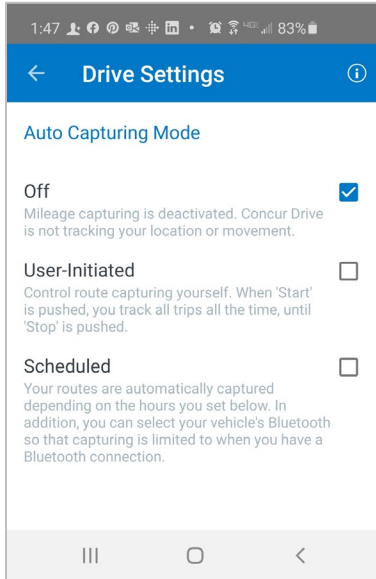 1:47 83%
Drive Settings
Auto Capturing Mode
Off
Mileage capturing is deactivated. Concur Drive
is not tracking your location or movement.
User-Initiated
Control route capturing yourself. When 'Start'
is pushed, you track all trips all the time, until
'Stop' is pushed.
Scheduled
Your routes are automatically captured
depending on the hours you set below. In
addition, you can select your vehicle's Bluetooth
so that capturing is limited to when you have a
Bluetooth connection.